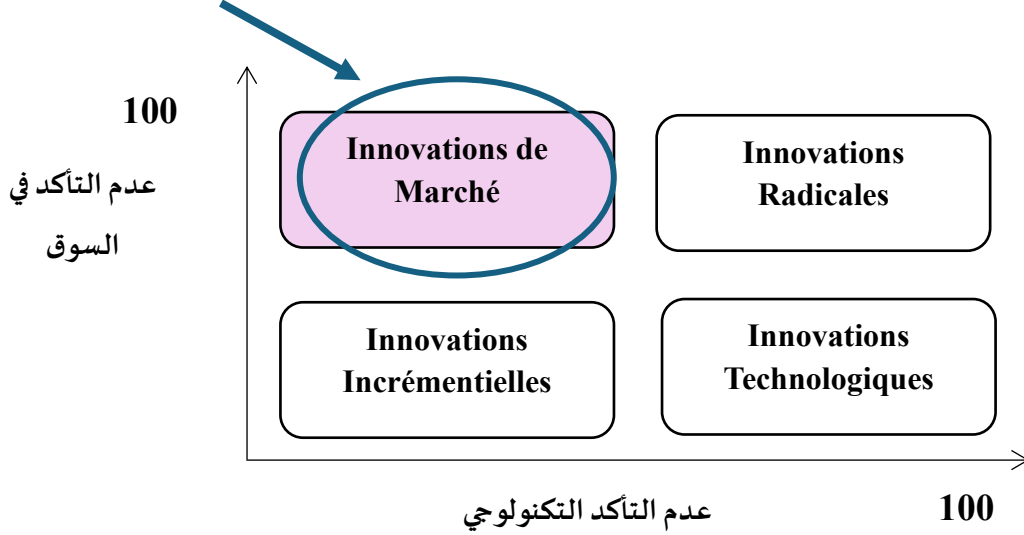 100
عدم التأكد في
السوق
Innovations de
Marché
Innovations
Radicales
Innovations
Incrémentielles
Innovations
Technologiques
عدم التأكد التكنولوجي
100